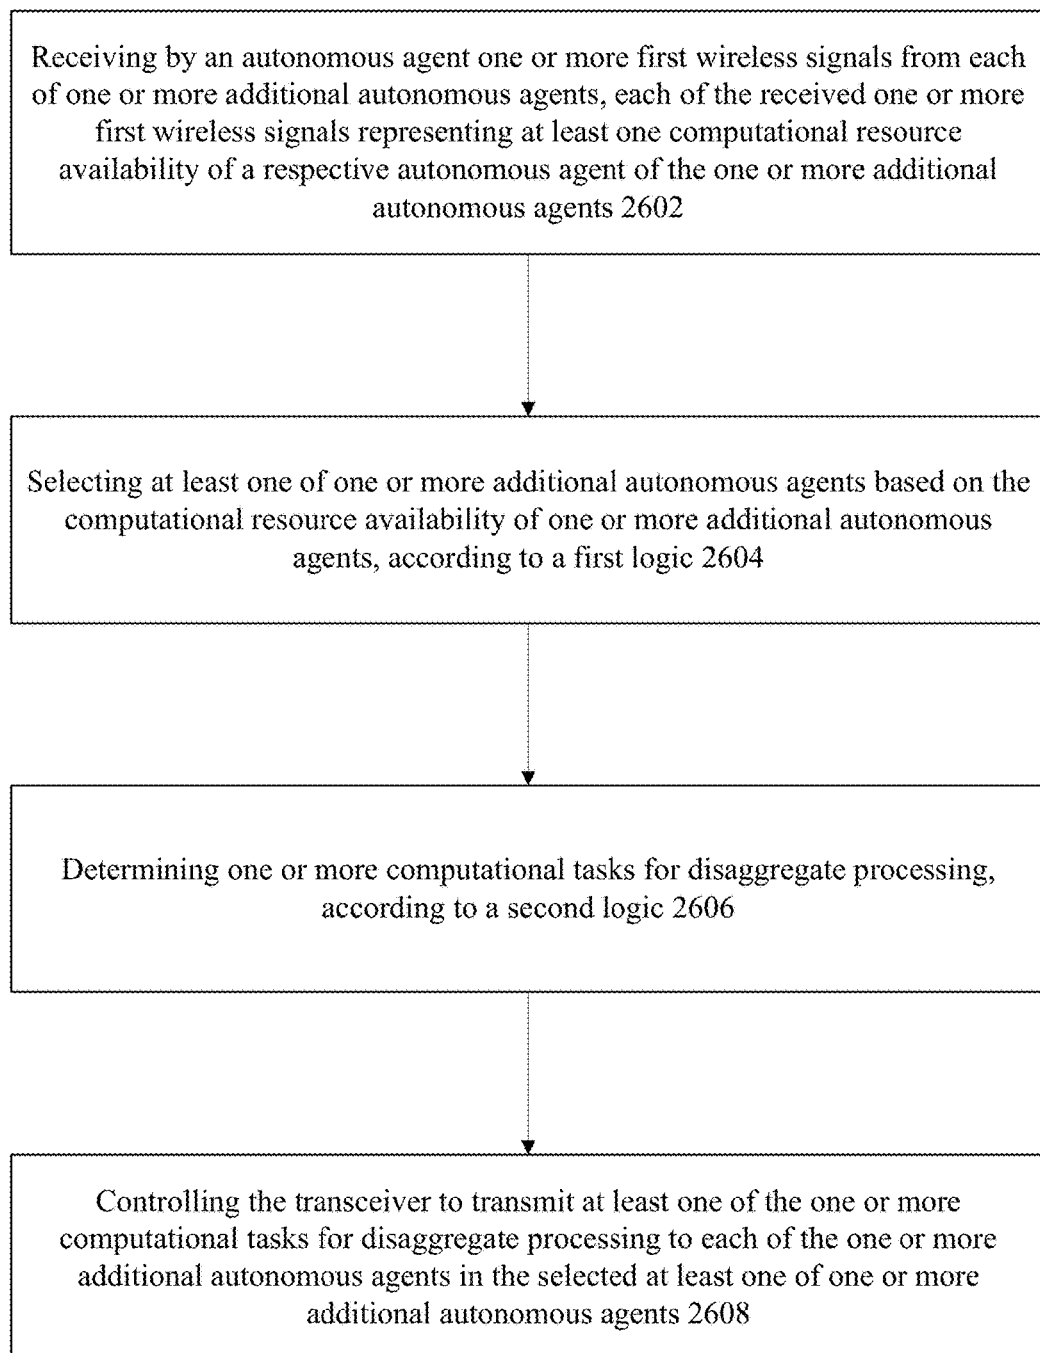 Receiving by an autonomous agent one or more first wireless signals from each
of one or more additional autonomous agents, each of the received one or more
first wireless signals representing at least one computational resource
availability of a respective autonomous agent of the one or more additional
autonomous agents 2602
Selecting at least one of one or more additional autonomous agents based on the
computational resource availability of one or more additional autonomous
agents, according to a first logic 2604
Determining one or more computational tasks for disaggregate processing,
according to a second logic 2606
Controlling the transceiver to transmit at least one of the one or more
computational tasks for disaggregate processing to each of the one or more
additional autonomous agents in the selected at least one of one or more
additional autonomous agents 2608